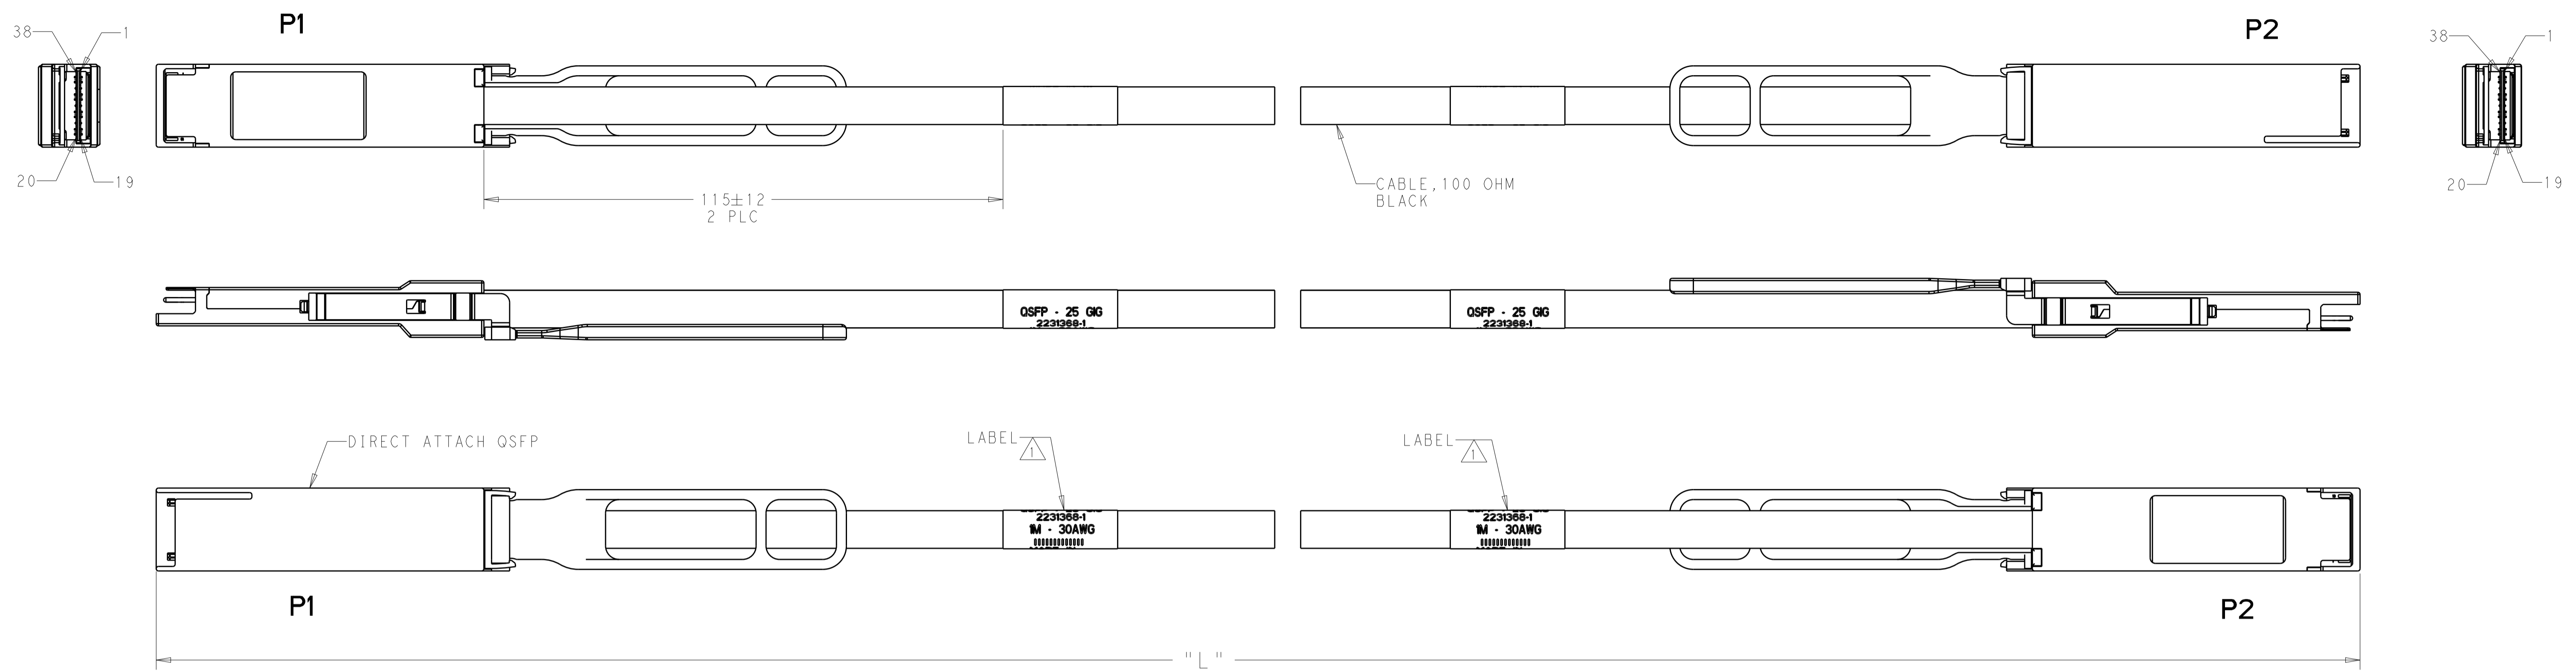 P1
P2
38
1
38
1
20
19
115±12
2 PLC
CABLE,100 OHM
BLACK
20
19
QSFP - 25 GIG
2231368-1
QSFP - 25 GIG
2231368-1
DIRECT ATTACH QSFP
LABEL
1
LABEL
1
2231368-1
1M - 30AWG
2231368-1
1M - 30AWG
P1
P2
"L"